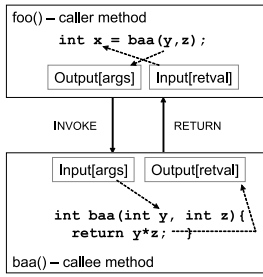 foo() – caller method
int x = baa(y,z);
Output[args] Input[retval]
INVOKE RETURN
Input[args] Output[retval]
int baa(int y, int z){
return y*z; }
baa() – callee method